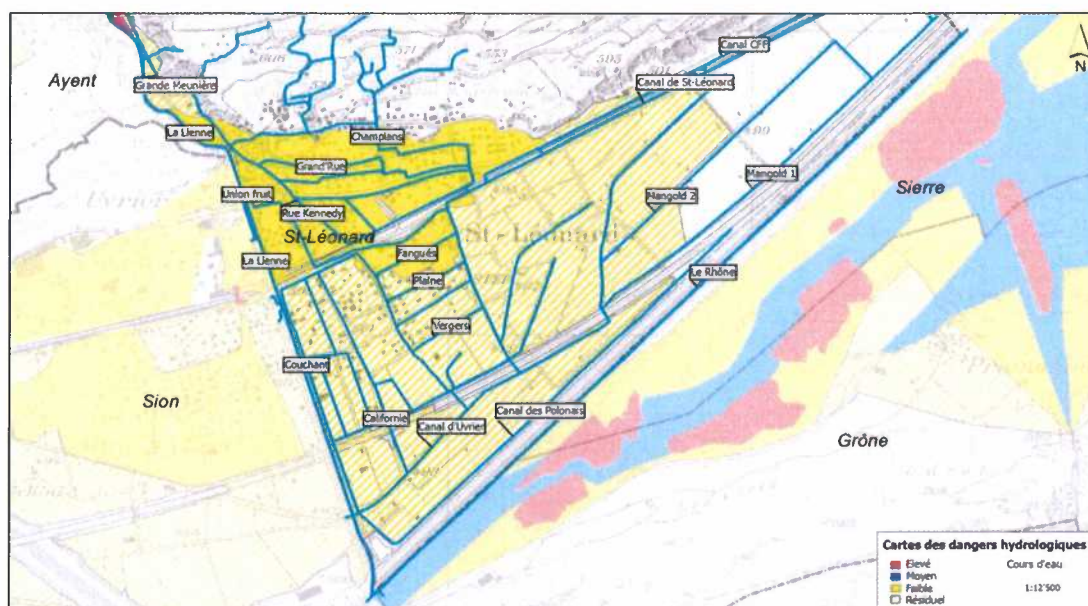 Canal CFF
Ayent
N
Grande Meunière
Canal de St-Léonard
La Lienne
Champlans
Grand Rue
Mangold 1
Sierre
Union fruit
Mangold 2
Rue Kennedy
St-Léonard
St-Léonard
Fangués
La Lienne
Plaine
Le Rhône
Vergers
Couchant
Sion
Californie
Canal d'Uvrier
Canal des Polonais
Grône
Cartes des dangers hydrologiques
Elevé
Cours d'eau
Moyen
Faible
1:12'500
Résiduel